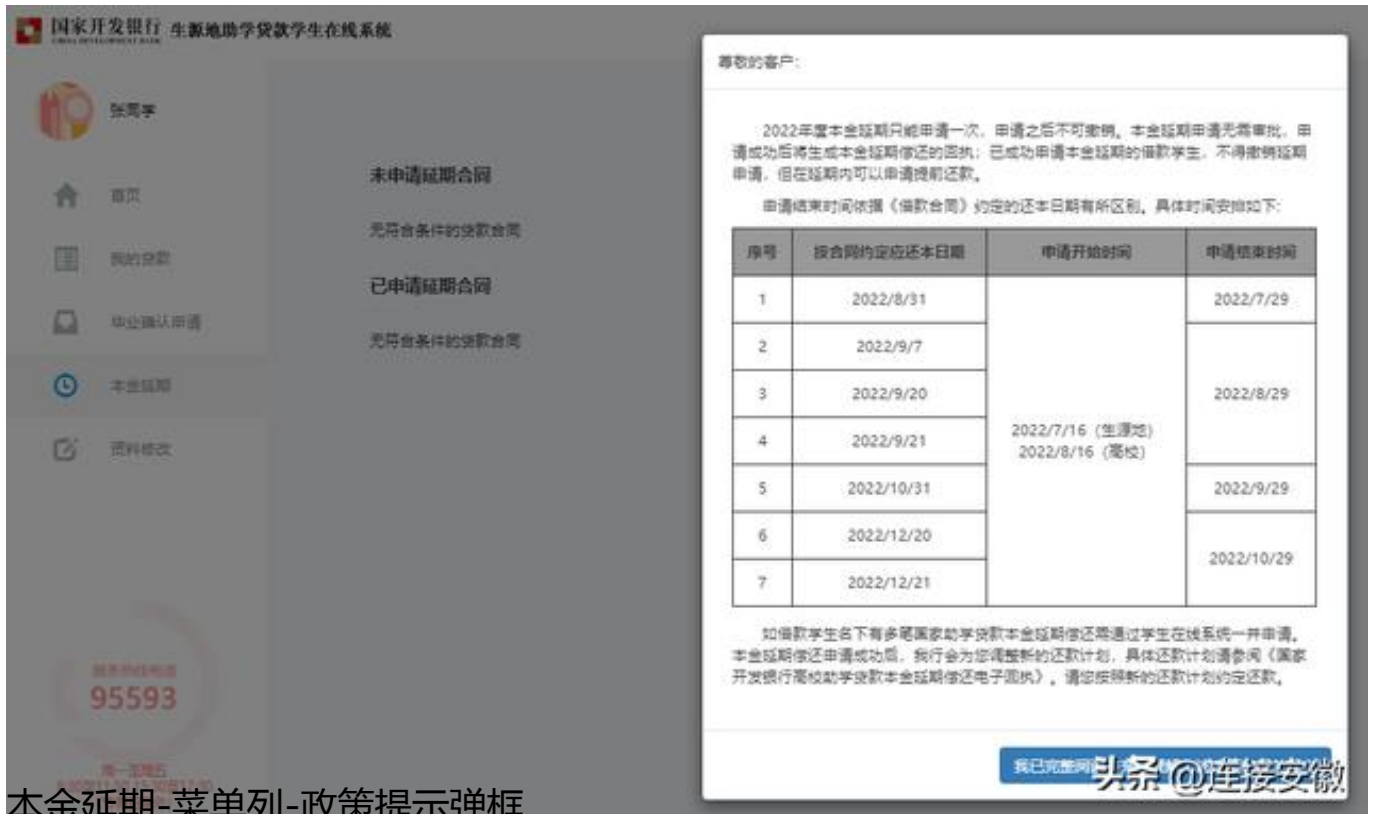 国家开发银行 生源地助学贷款学生在线系统
CHINA DEVELOPMENT BANK
张同学
首页
我的贷款
毕业确认申请
本金延期
资料修改
服务热线电话
95593
周一至周五
未申请延期合同
无符合条件的贷款合同
已申请延期合同
无符合条件的贷款合同
尊敬的客户：
2022年度本金延期只能申请一次，申请之后不可撤销。本金延期申请无需审批，申
请成功后将生成本金延期偿还的回执；已成功申请本金延期的借款学生，不得撤销延期
申请，但在延期内可以申请提前还款。
申请结束时间依据《借款合同》约定的还本日期有所区别，具体时间安排如下：
序号 按合同约定应还本日期 申请开始时间 申请结束时间
1 2022/8/31 2022/7/29
2 2022/9/7
3 2022/9/20 2022/8/29
4 2022/9/21
2022/7/16（生源地）
2022/8/16（高校）
5 2022/10/31 2022/9/29
6 2022/12/20
2022/10/29
7 2022/12/21
如借款学生名下有多笔国家助学贷款本金延期偿还需通过学生在线系统一并申请。
本金延期偿还申请成功后，我行会为您调整新的还款计划，具体还款计划请参阅《国家
开发银行高校助学贷款本金延期偿还电子回执》。请您按照新的还款计划约定还款。
我已完整阅
头条 @连接安徽
本金延期-菜单列-政策提示弹框